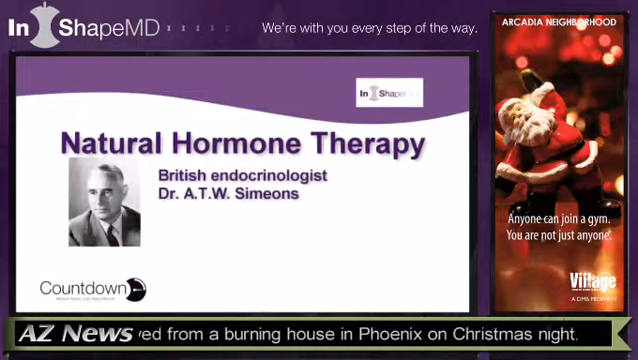 In ShapeMD
We're with you every step of the way.
ARCADIA NEIGHBORHOOD
In ShapeMD
Natural Hormone Therapy
British endocrinologist
Dr. A.T.W. Simeons
Countdown
Anyone can join a gym.
You are not just anyone.
Village
A DMB PROPERTY
AZ News
ved from a burning house in Phoenix on Christmas night.